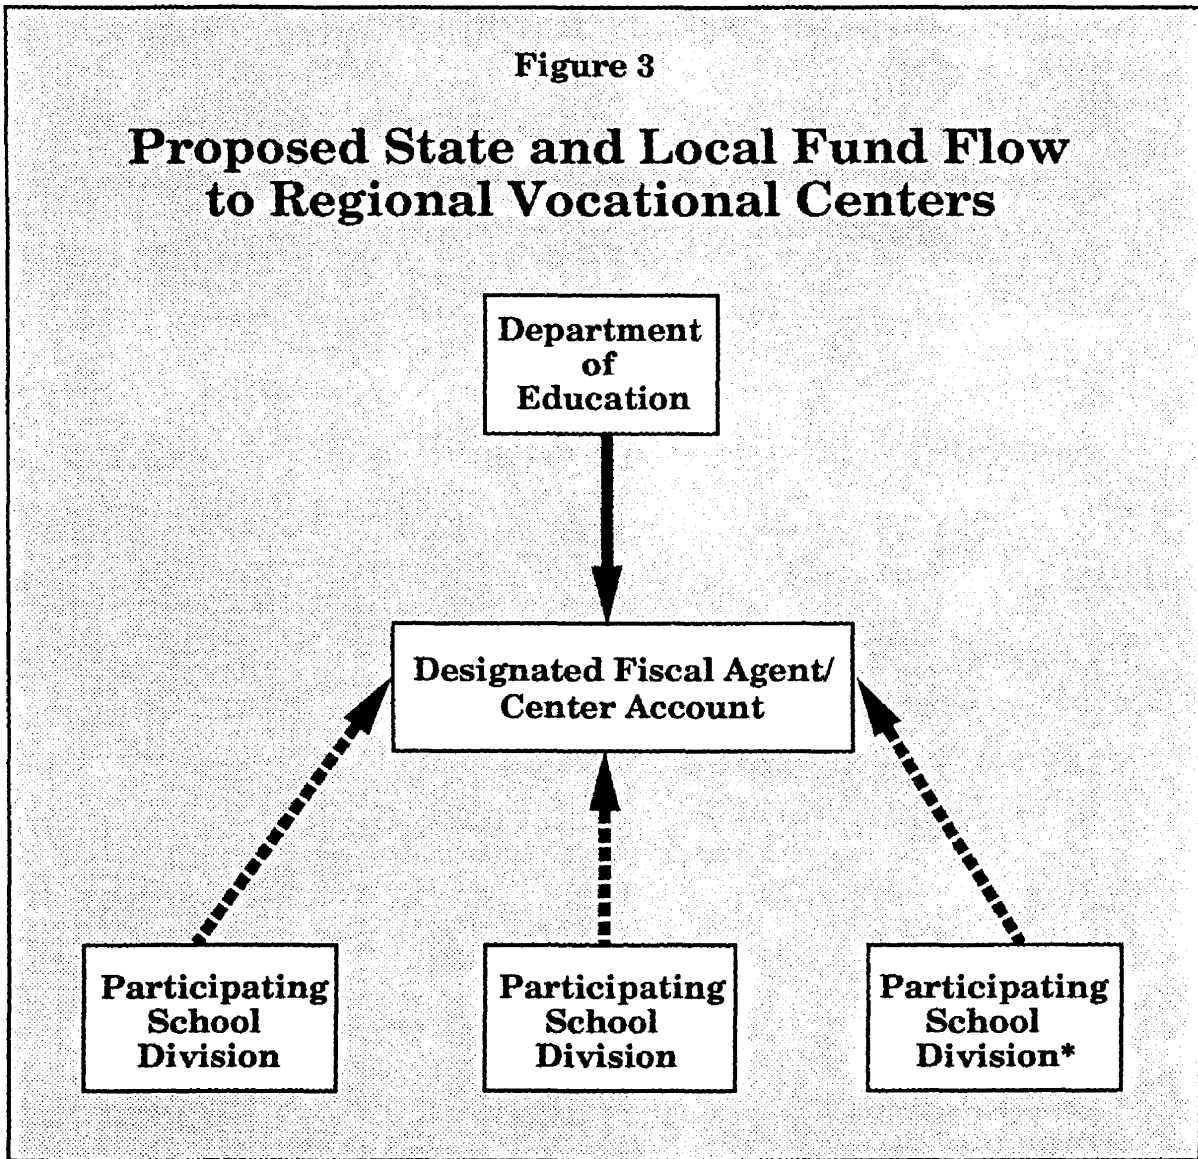 Figure 3
Proposed State and Local Fund Flow
to Regional Vocational Centers
Department
of
Education
Designated Fiscal Agent/
Center Account
Participating
School
Division
Participating
School
Division
Participating
School
Division*